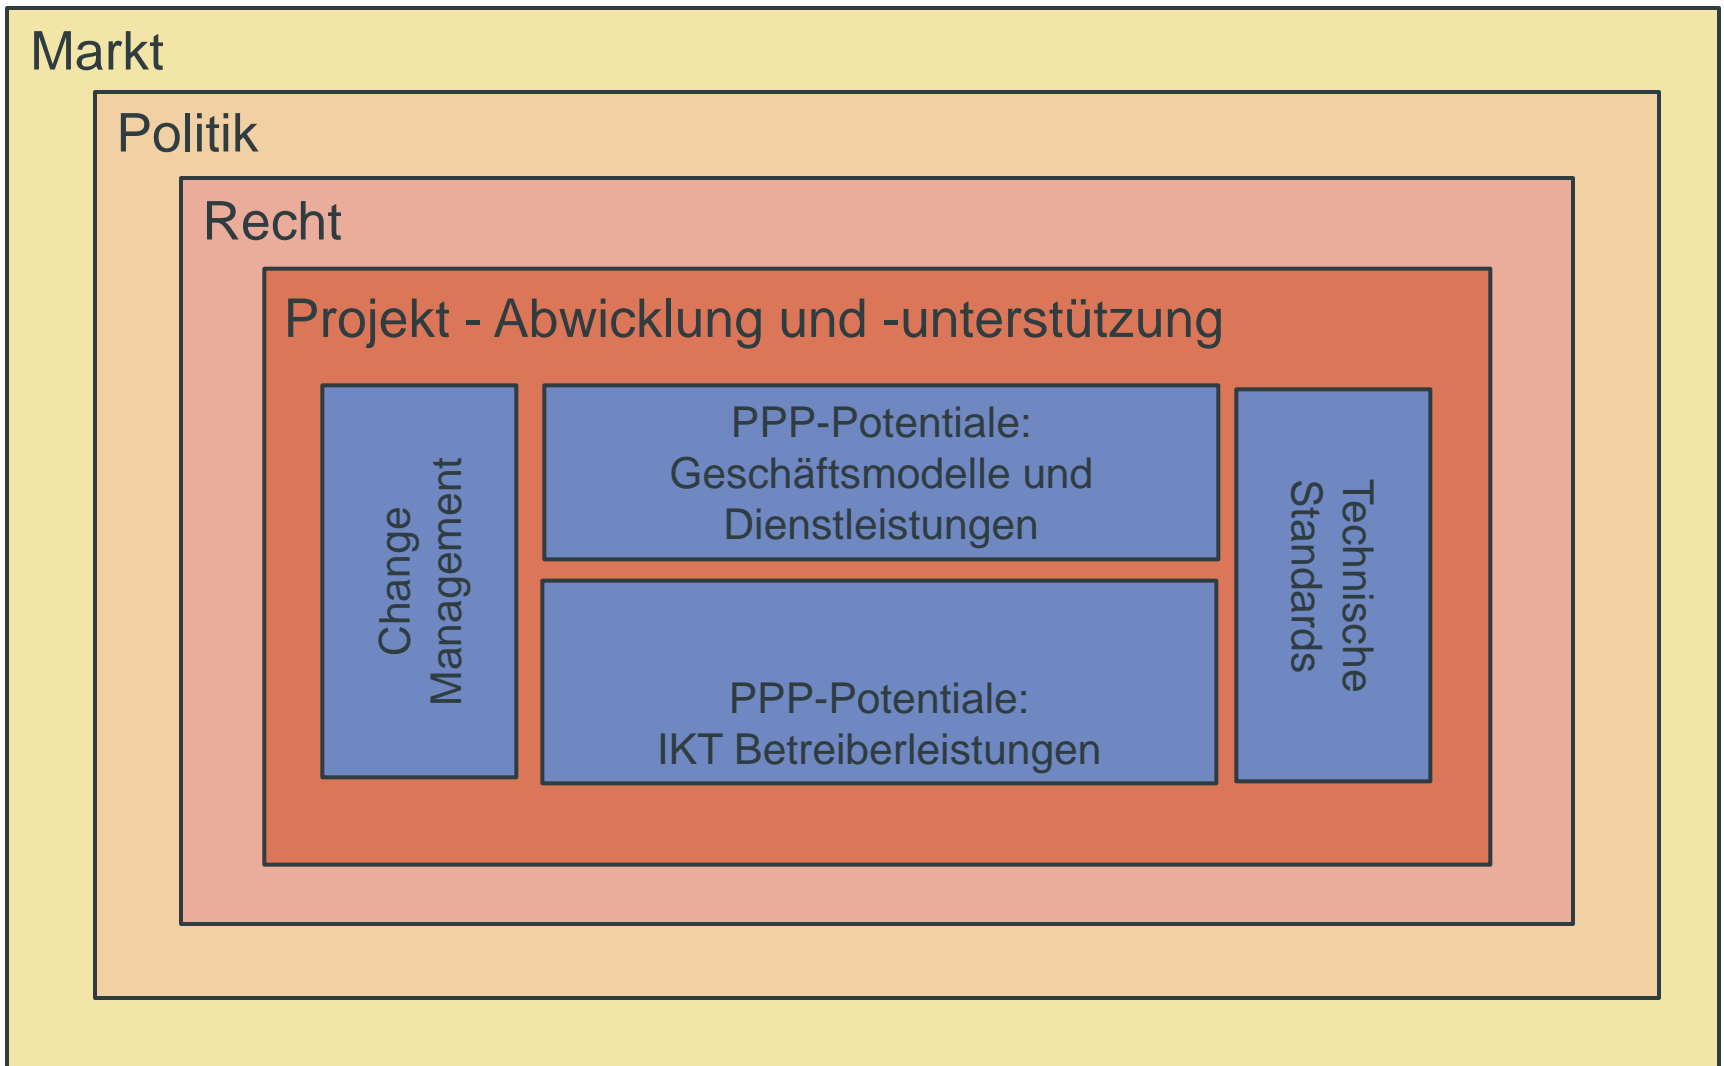 Markt
Politik
Recht
Projekt - Abwicklung und -unterstützung
Change
Management
PPP-Potentiale:
Geschäftsmodelle und
Dienstleistungen
PPP-Potentiale:
IKT Betreiberleistungen
Technische
Standards